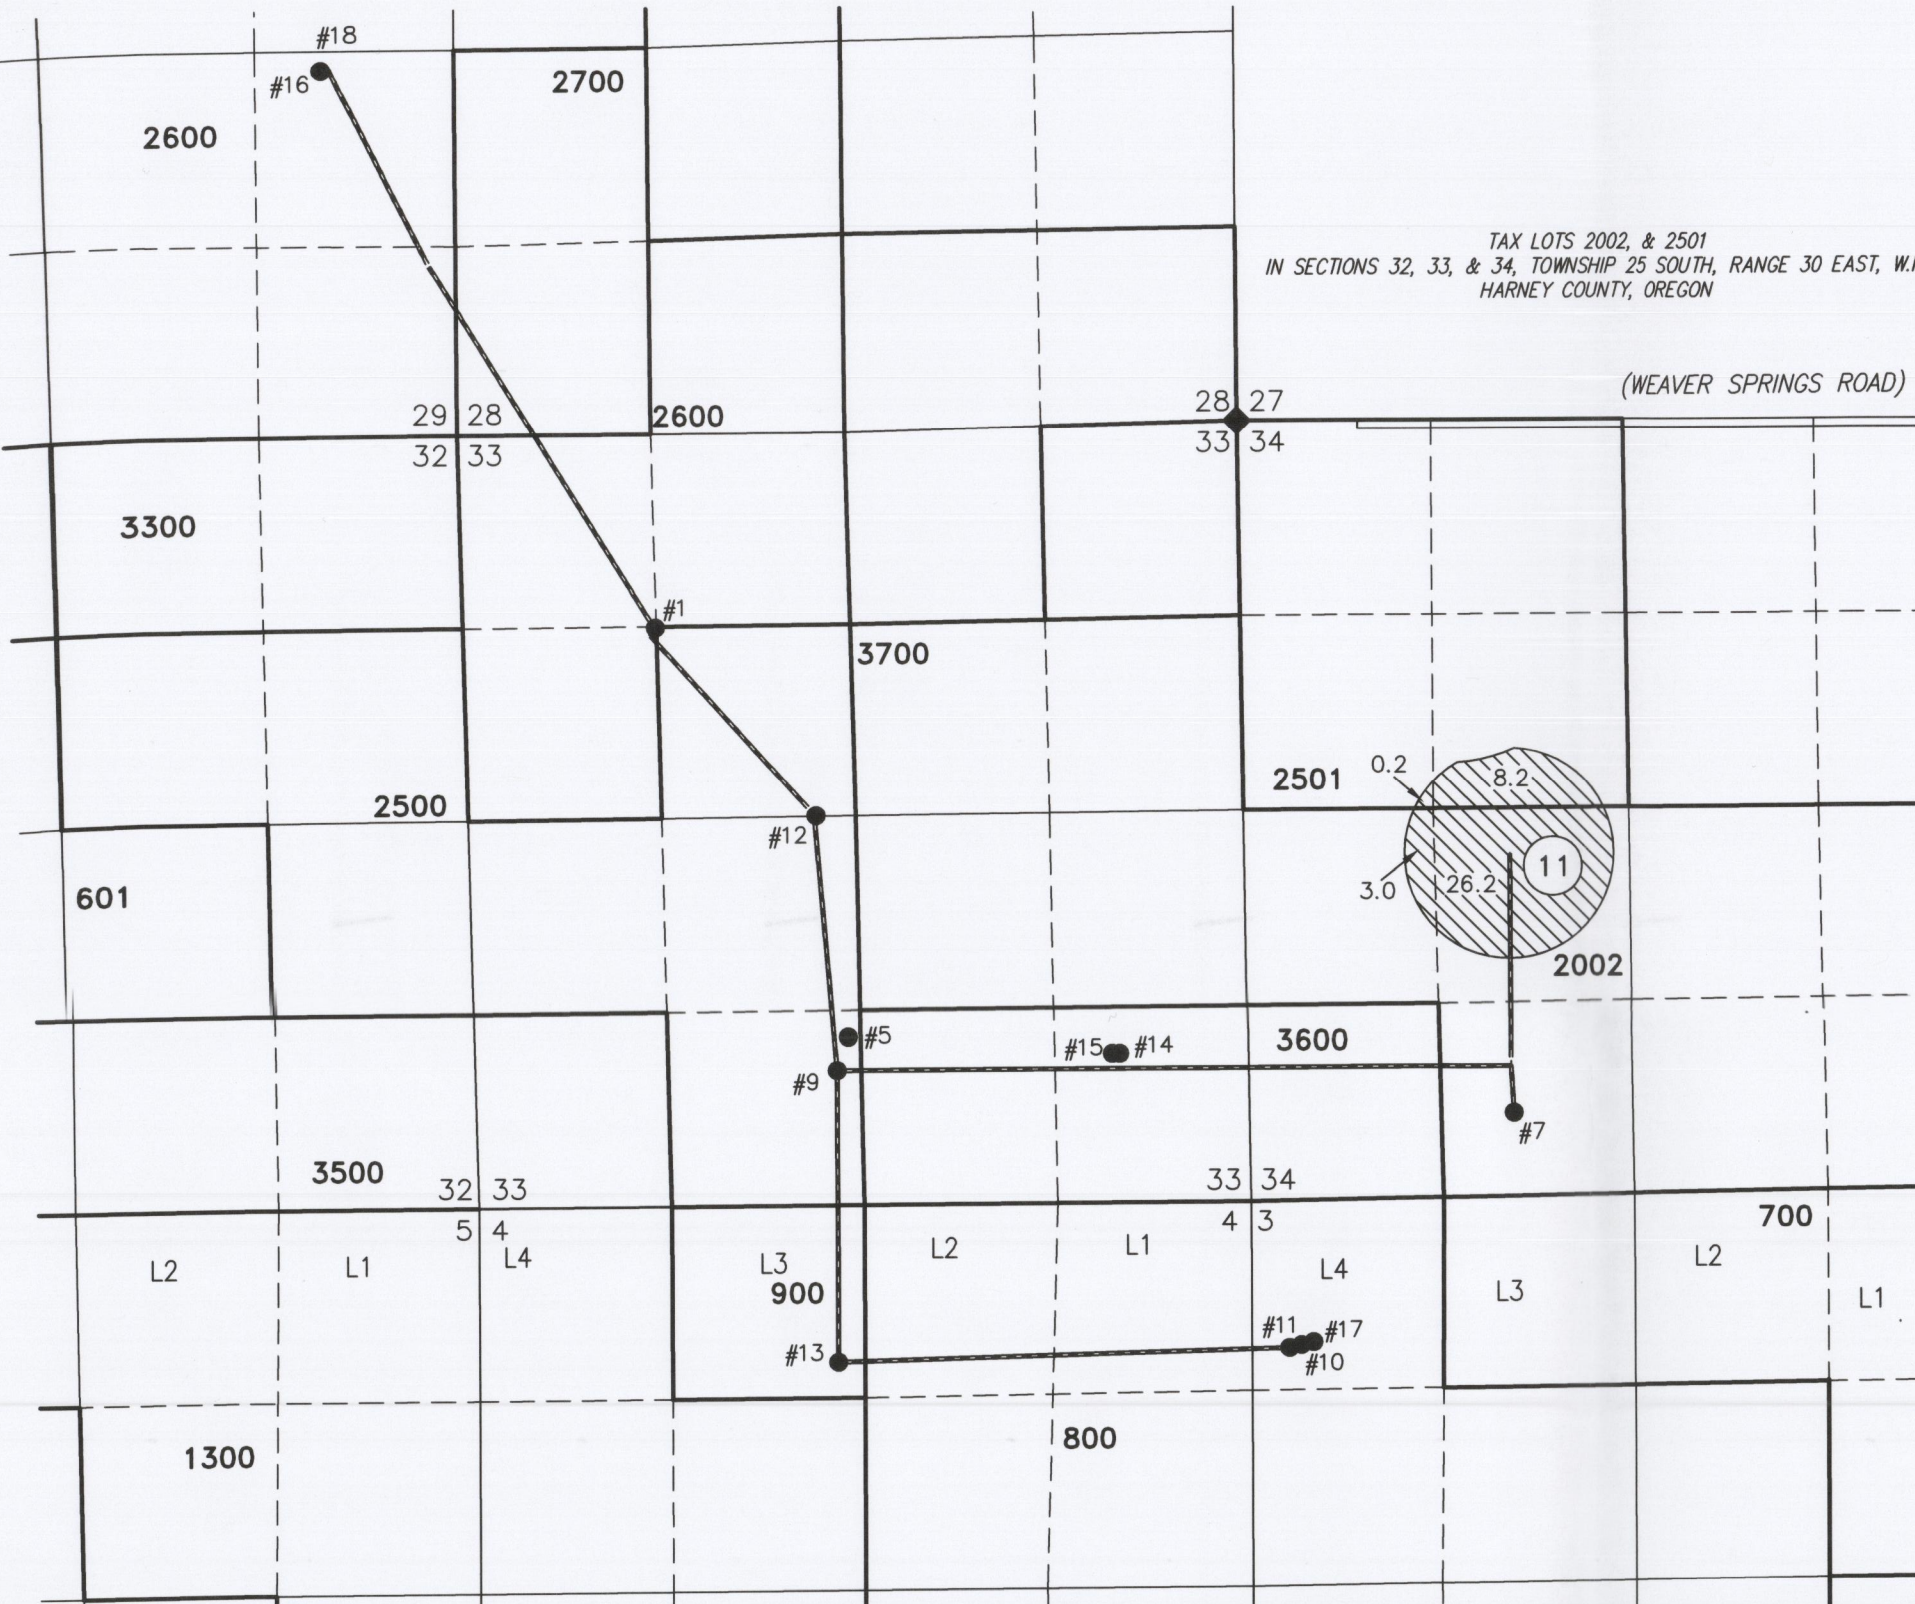 #18
#16
2700
2600
TAX LOTS 2002, & 2501
IN SECTIONS 32, 33, & 34, TOWNSHIP 25 SOUTH, RANGE 30 EAST,
HARNEY COUNTY, OREGON
(WEAVER SPRINGS ROAD)
29 28
2600
28 27
32 33
33 34
3300
#1
3700
0.2
8.2
2501
2500
#12
11
3.0
26.2
601
2002
#5
#15 #14
3600
#9
#7
3500
32 33
33 34
5 4
4 3
700
L2
L1
L4
L3
L2
L1
L4
L3
L2
L1
900
#11 #17
#13
#10
1300
800